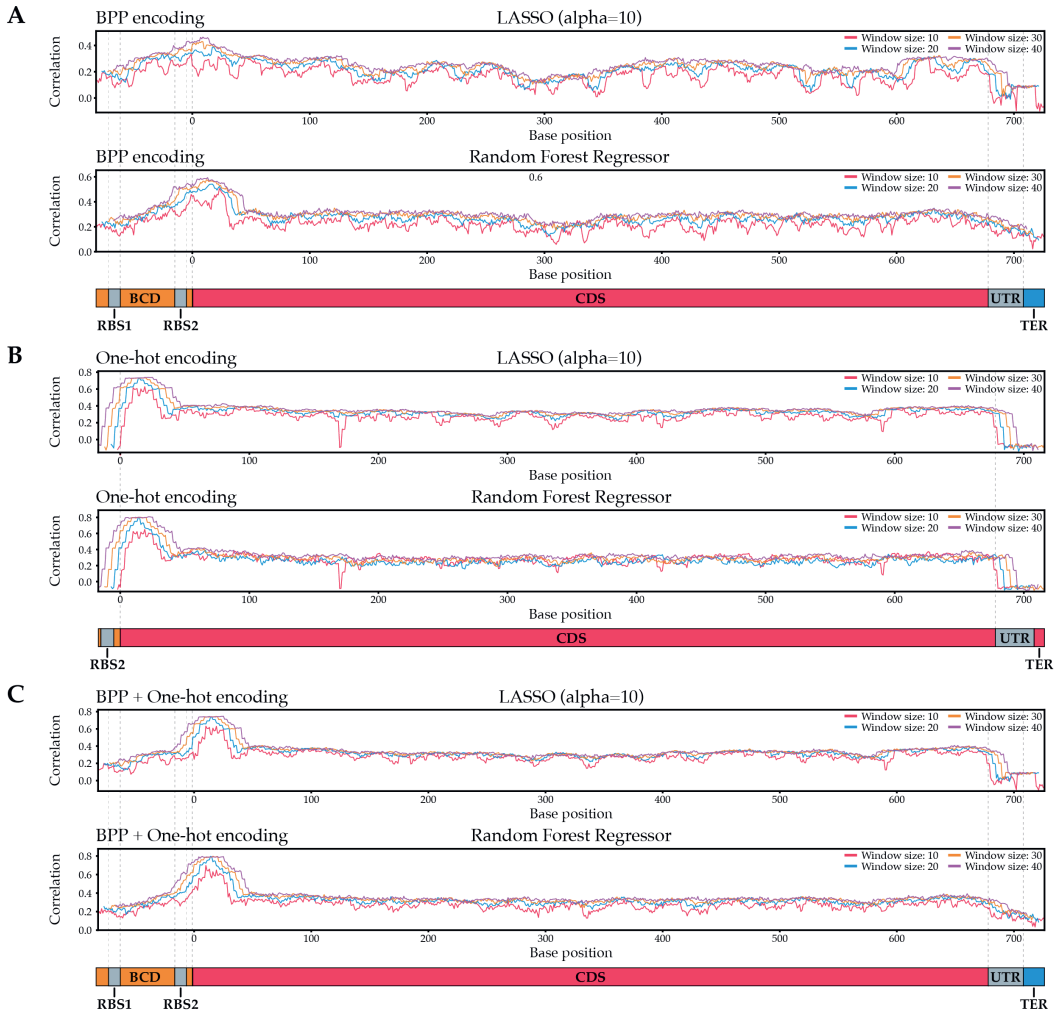 A
BPP encoding
LASSO (alpha=10)
Window size: 10
Window size: 30
Window size: 20
Window size: 40
Correlation
0.4
0.2
0.0
0
100
200
300
400
500
600
700
Base position
BPP encoding
Random Forest Regressor
0.6
Window size: 10
Window size: 30
Window size: 20
Window size: 40
Correlation
0.6
0.4
0.2
0.0
0
100
200
300
400
500
600
700
Base position
BCD
CDS
UTR
RBS1
RBS2
TER
B
One-hot encoding
LASSO (alpha=10)
Window size: 10
Window size: 30
Window size: 20
Window size: 40
Correlation
0.8
0.4
0.0
0
100
200
300
400
500
600
700
Base position
One-hot encoding
Random Forest Regressor
Window size: 10
Window size: 30
Window size: 20
Window size: 40
Correlation
0.8
0.6
0.4
0.2
0.0
0
100
200
300
400
500
600
700
Base position
CDS
UTR
RBS2
TER
C
BPP + One-hot encoding
LASSO (alpha=10)
Window size: 10
Window size: 30
Window size: 20
Window size: 40
Correlation
0.8
0.6
0.4
0.2
0.0
0
100
200
300
400
500
600
700
Base position
BPP + One-hot encoding
Random Forest Regressor
Window size: 10
Window size: 30
Window size: 20
Window size: 40
Correlation
0.8
0.6
0.4
0.2
0.0
0
100
200
300
400
500
600
700
Base position
BCD
CDS
UTR
RBS1
RBS2
TER